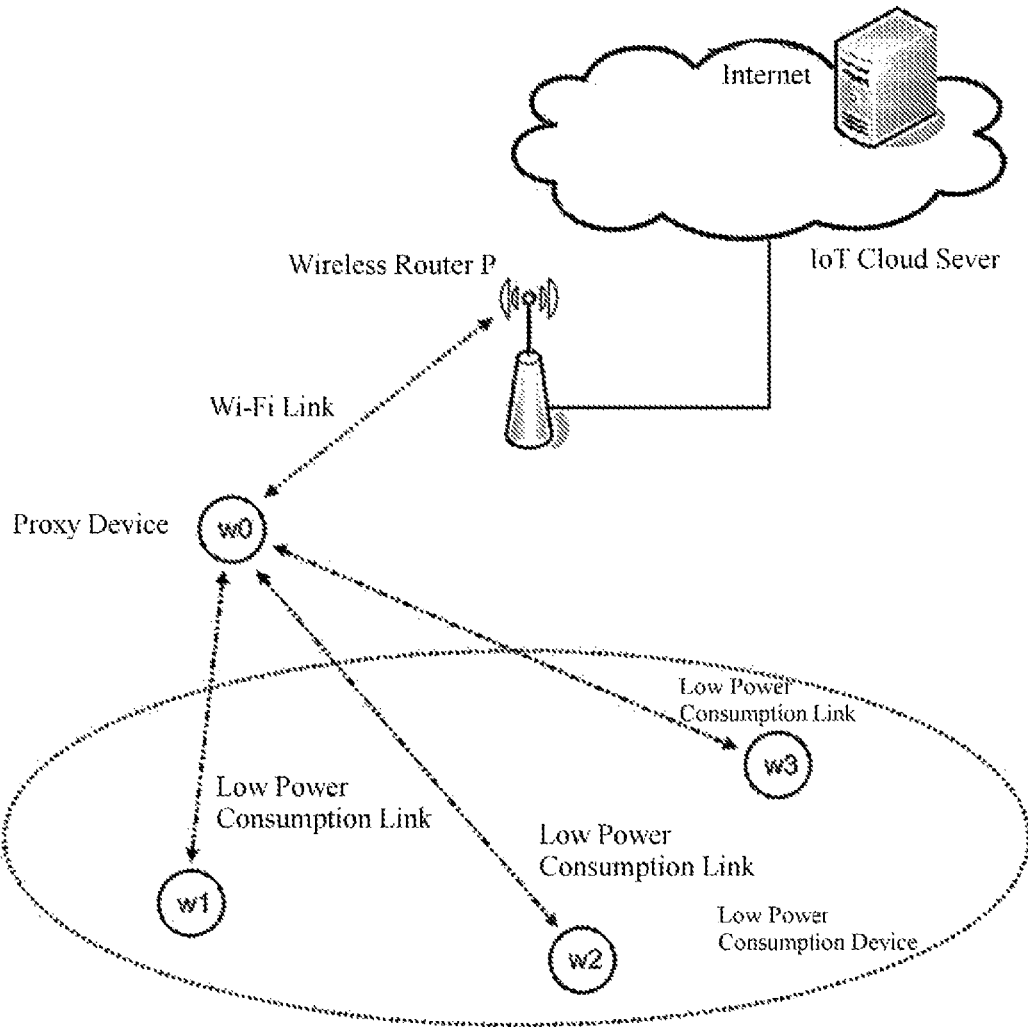 Internet
IoT Cloud Sever
Wireless Router P
Wi-Fi Link
Proxy Device
w0
Low Power
Consumption Link
w3
Low Power
Consumption Link
Low Power
Consumption Link
w1
Low Power
Consumption Device
w2